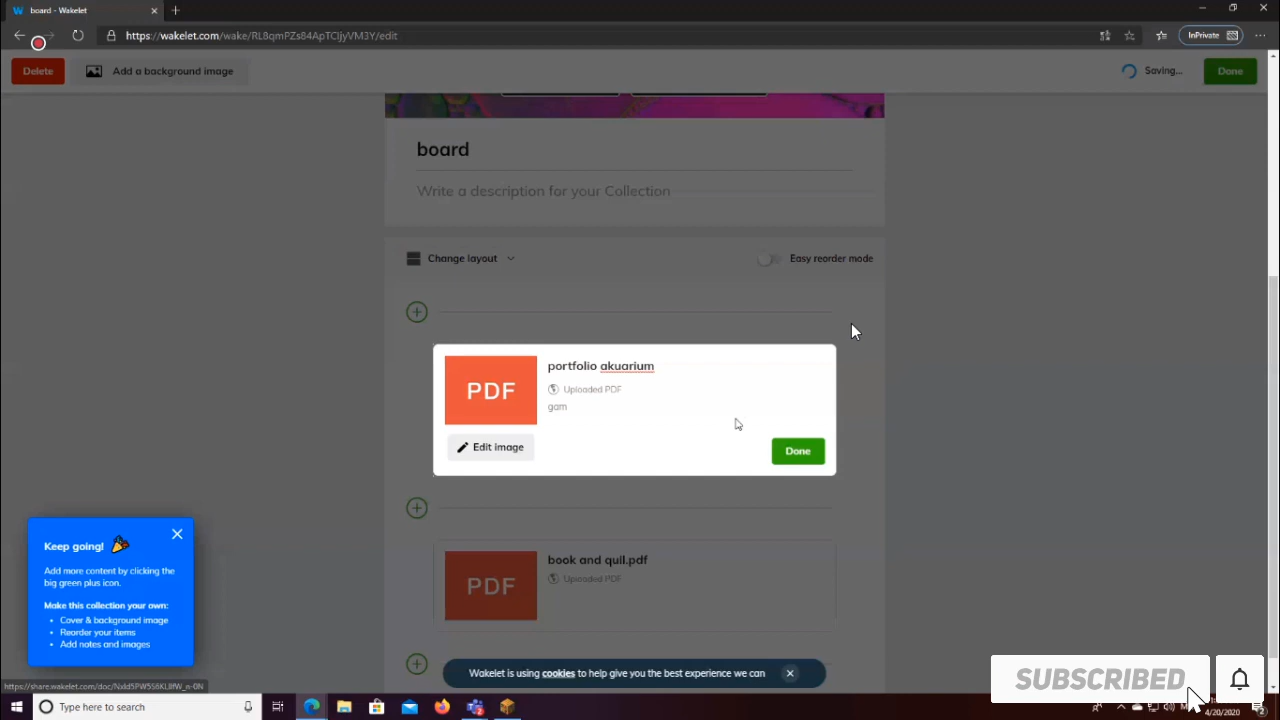 board - Wakelet
https://wakelet.com/wake/RL8qmPZs84ApTCljyVM3Y/edit
InPrivate
Delete
Add a background image
Saving...
Done
board
Write a description for your Collection
Change layout
Easy reorder mode
PDF
portfolio akuarium
Uploaded PDF
gam
Edit image
Done
Keep going!
Add more content by clicking the
big green plus icon.
Make this collection your own:
• Cover & background image
• Reorder your items
• Add notes and images
PDF
book and quil.pdf
Uploaded PDF
Wakelet is using cookies to help give you the best experience we can
SUBSCRIBED
Type here to search
4/20/2020
2